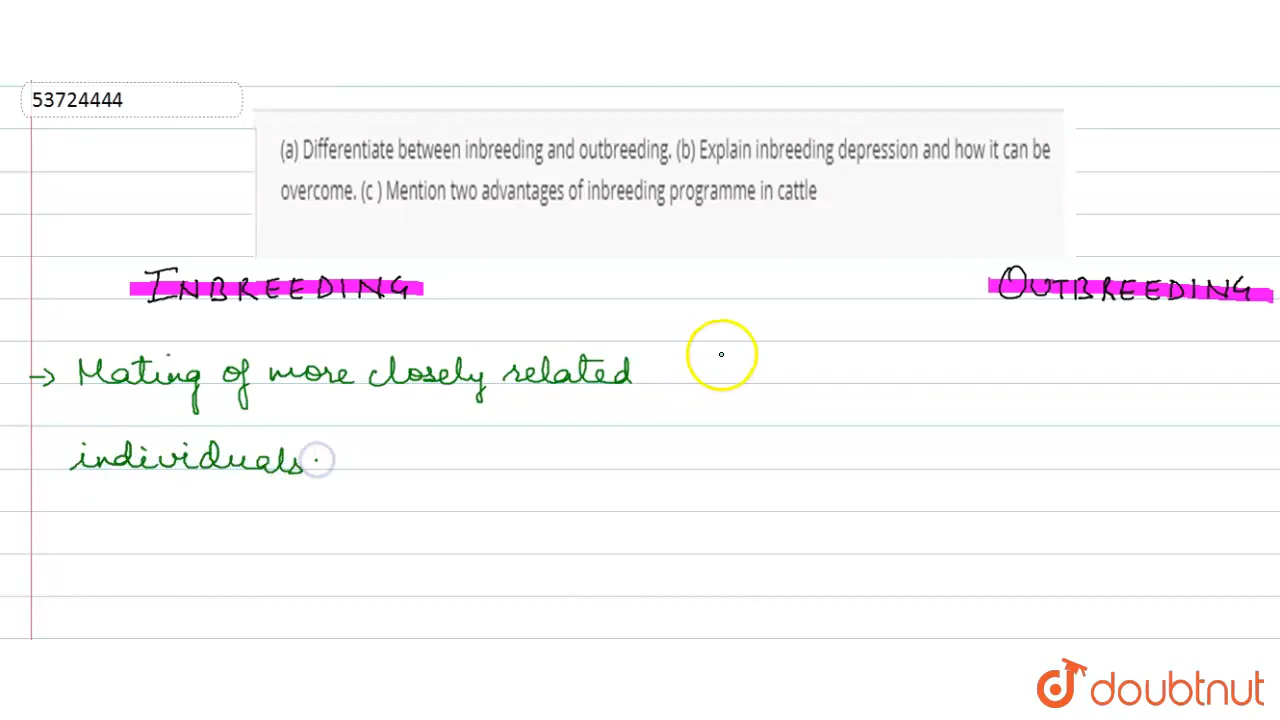 53724444
(a) Differentiate between inbreeding and outbreeding. (b) Explain inbreeding depression and how it can be
overcome. (c ) Mention two advantages of inbreeding programme in cattle
INBREEDING
OUTBREEDING
→ Mating of more closely related
individuals.
doubtnut